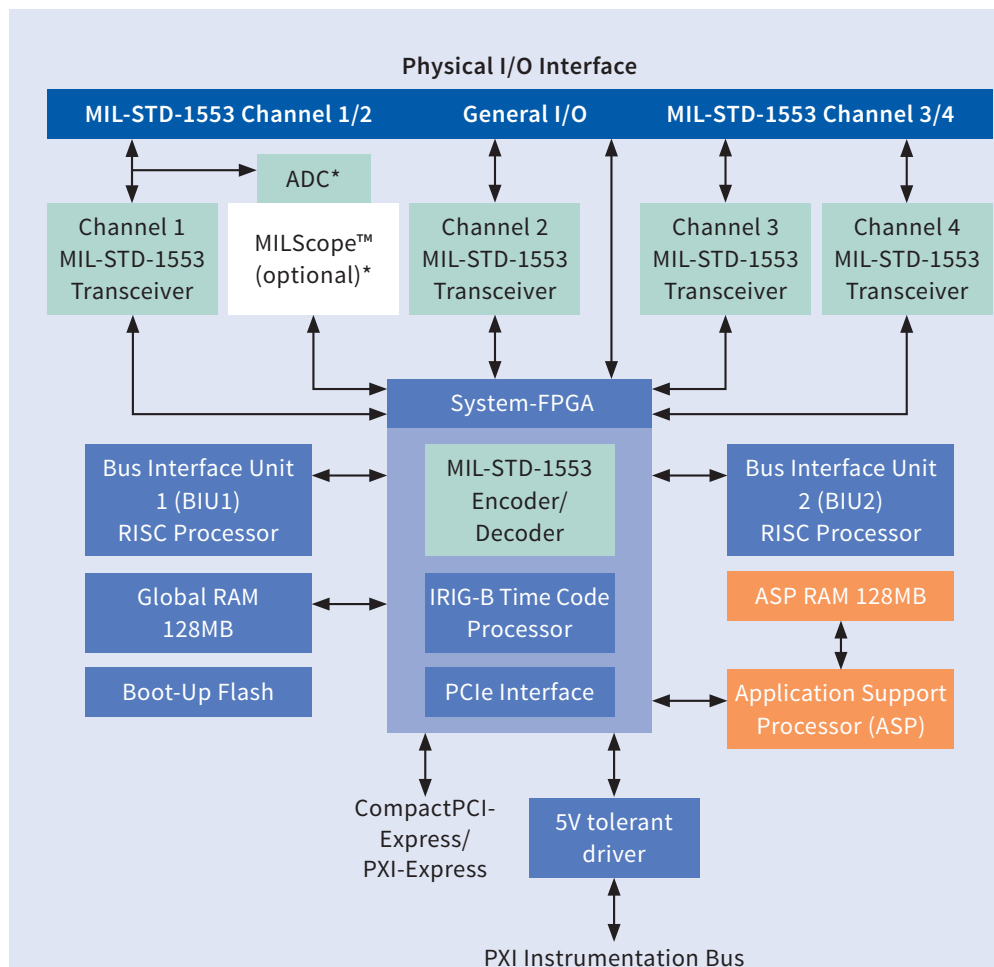 Physical I/O Interface
MIL-STD-1553 Channel 1/2
General I/O
MIL-STD-1553 Channel 3/4
ADC*
Channel 1
MIL-STD-1553
Transceiver
MILScope™
(optional)*
Channel 2
MIL-STD-1553
Transceiver
Channel 3
MIL-STD-1553
Transceiver
Channel 4
MIL-STD-1553
Transceiver
System-FPGA
Bus Interface Unit
1 (BIU1)
RISC Processor
MIL-STD-1553
Encoder/
Decoder
Bus Interface Unit
2 (BIU2)
RISC Processor
Global RAM
128MB
IRIG-B Time Code
Processor
ASP RAM 128MB
Boot-Up Flash
PCIe Interface
Application Support
Processor (ASP)
CompactPCI-
Express/
PXI-Express
5V tolerant
driver
PXI Instrumentation Bus